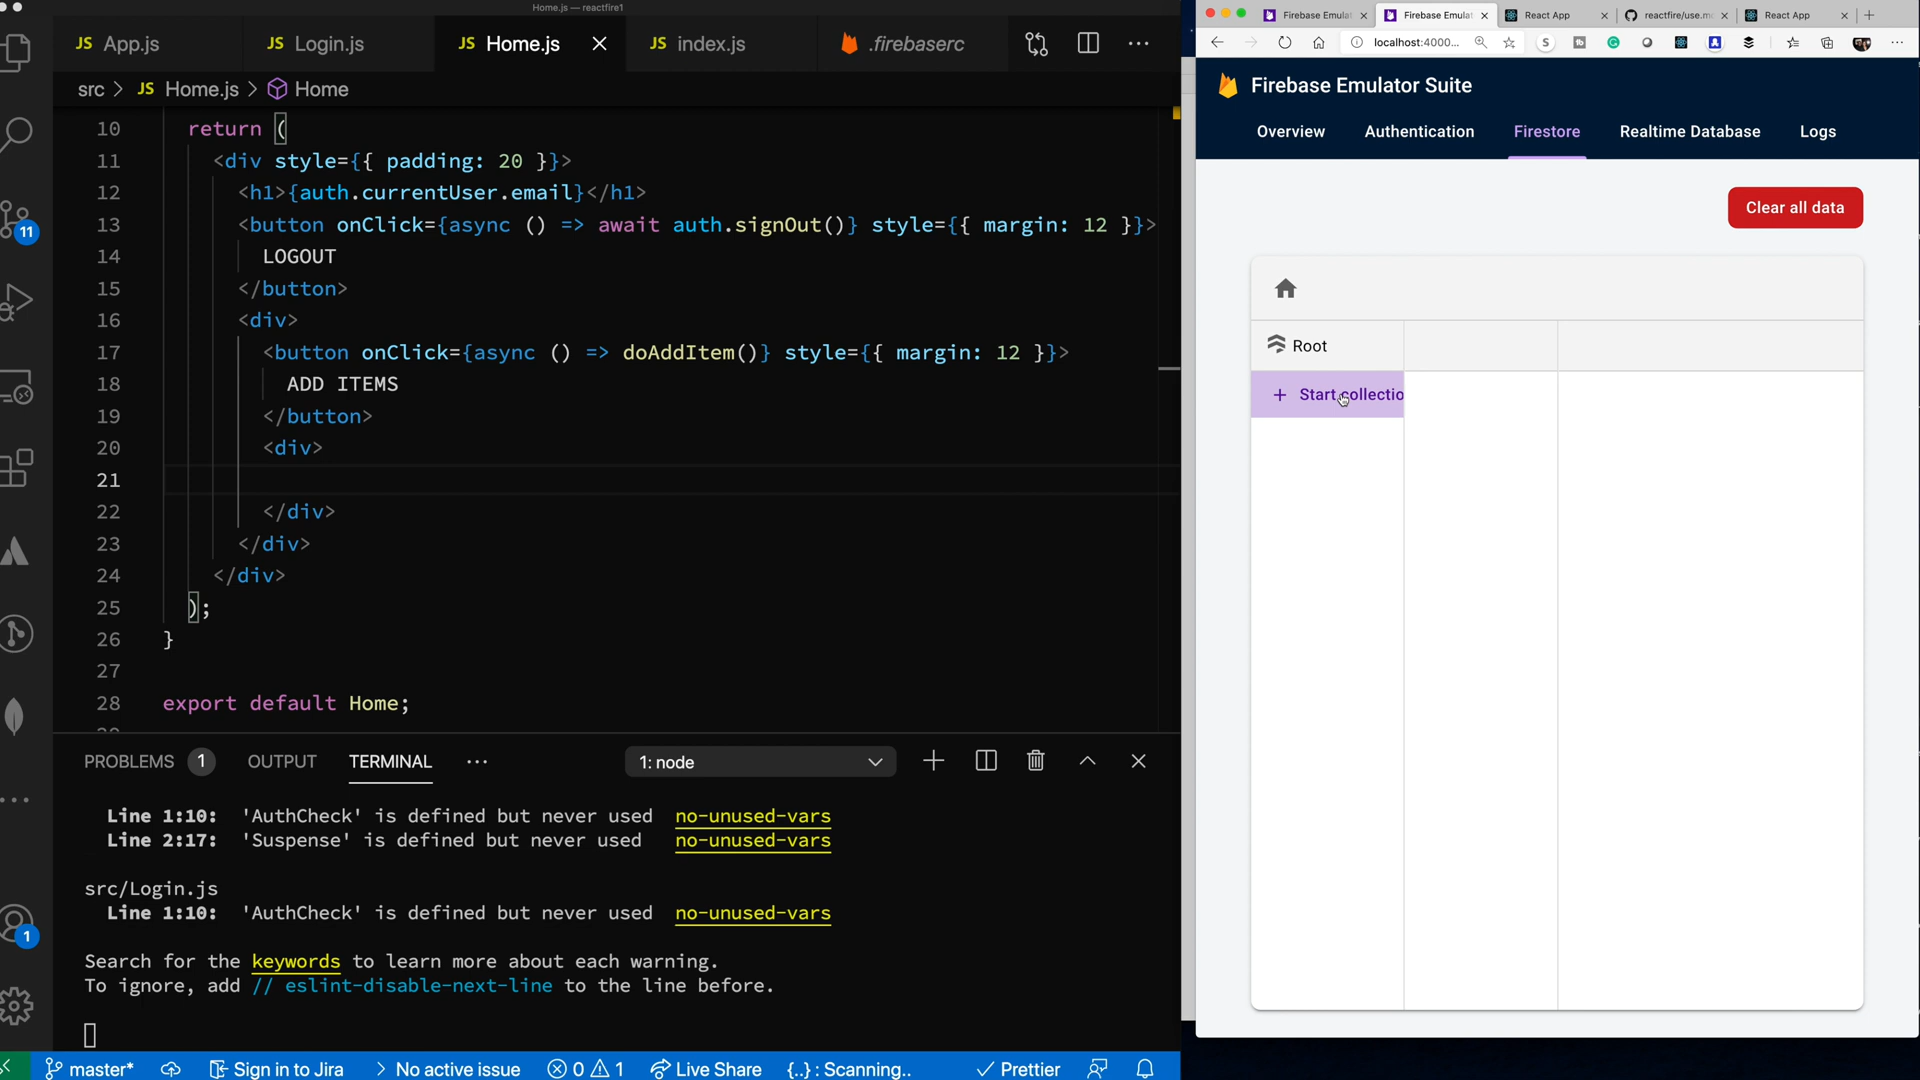 Home.js — reactfire1
JS App.js
JS Login.js
JS Home.js
JS index.js
.firebaserc
src > JS Home.js > Home
10 return (
11 <div style={{ padding: 20 }}>
12 <h1>{auth.currentUser.email}</h1>
13 <button onClick={async () => await auth.signOut()} style={{ margin: 12 }}>
14 LOGOUT
15 </button>
16 <div>
17 <button onClick={async () => doAddItem()} style={{ margin: 12 }}>
18 ADD ITEMS
19 </button>
20 <div>
21
22 </div>
23 </div>
24 </div>
25 );
26 }
27
28 export default Home;
11
1
PROBLEMS 1 OUTPUT TERMINAL ··· 1: node
Line 1:10: 'AuthCheck' is defined but never used no-unused-vars
Line 2:17: 'Suspense' is defined but never used no-unused-vars
src/Login.js
Line 1:10: 'AuthCheck' is defined but never used no-unused-vars
Search for the keywords to learn more about each warning.
To ignore, add // eslint-disable-next-line to the line before.
master* Sign in to Jira > No active issue 0 1 Live Share {..} : Scanning.. Prettier
Firebase Emulat
Firebase Emulat
React App
reactfire/use.m
React App
localhost:4000...
Firebase Emulator Suite
Overview Authentication Firestore Realtime Database Logs
Clear all data
Root
+ Start collectio